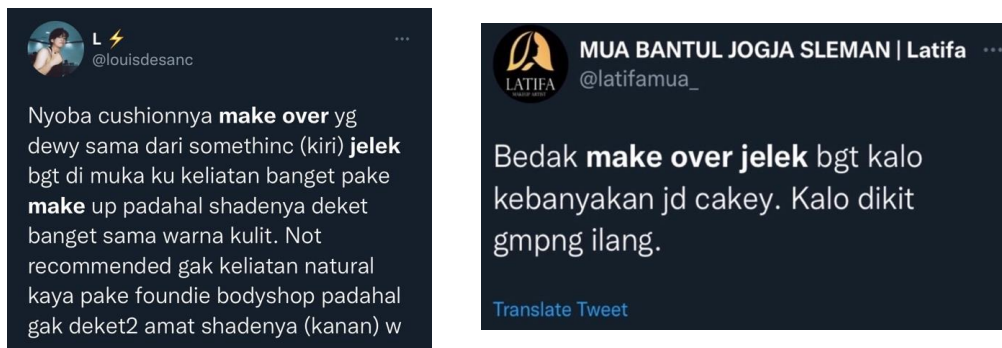 L ⚡
@louisdesanc
Nyoba cushionnya make over yg
dewy sama dari somethinc (kiri) jelek
bgt di muka ku keliatan banget pake
make up padahal shadenya deket
banget sama warna kulit. Not
recommended gak keliatan natural
kaya pake foundie bodyshop padahal
gak deket2 amat shadenya (kanan) w
LATIFA
MAKEUP ARTIST
MUA BANTUL JOGJA SLEMAN | Latifa
@latifamua_
Bedak make over jelek bgt kalo
kebanyakan jd cakey. Kalo dikit
gmpng ilang.
Translate Tweet